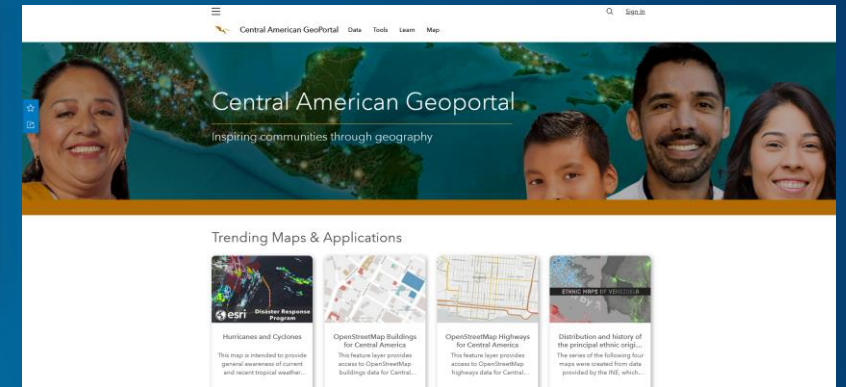 Sign In
Central American GeoPortal Data Tools Learn Map
Central American Geoportal
Inspiring communities through geography
Trending Maps & Applications
esri Disaster Response
Program
ETHNIC MAPS OF VENEZUELA
Hurricanes and Cyclones
This map is intended to provide
general awareness of current
and recent tropical weather...
OpenStreetMap Buildings
for Central America
This feature layer provides
access to OpenStreetMap
buildings data for Central...
OpenStreetMap Highways
for Central America
This feature layer provides
access to OpenStreetMap
highways data for Central...
Distribution and history of
the principal ethnic origi...
The series of the following four
maps were created from data
provided by the INE, which...